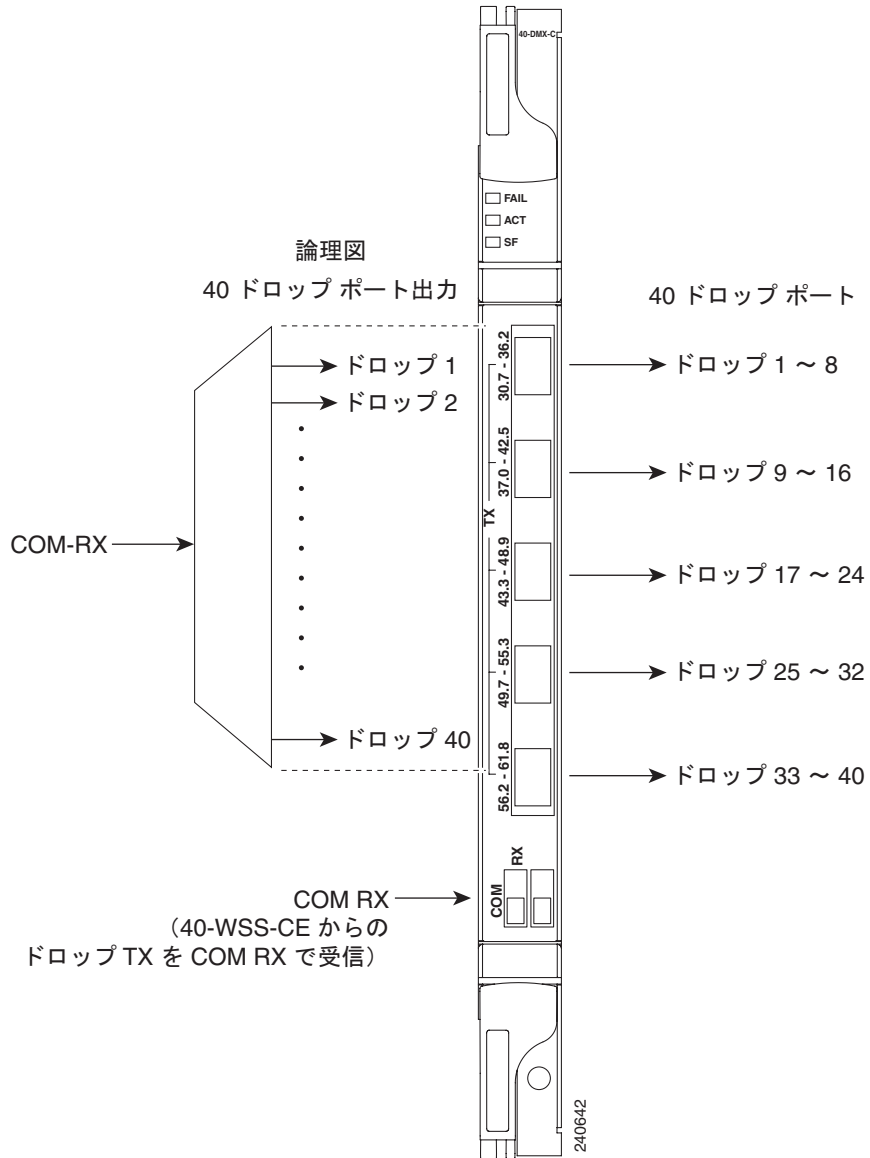 40-DMX-C
FAIL
ACT
SF
論理図
40 ドロップ ポート出力
40 ドロップ ポート
ドロップ 1
ドロップ 2
ドロップ 40
COM-RX
30.7 - 36.2
37.0 - 42.5
TX
43.3 - 48.9
49.7 - 55.3
56.2 - 61.8
ドロップ 1 ～ 8
ドロップ 9 ～ 16
ドロップ 17 ～ 24
ドロップ 25 ～ 32
ドロップ 33 ～ 40
RX
COM
COM RX
（40-WSS-CE からの
ドロップ TX を COM RX で受信）
240642